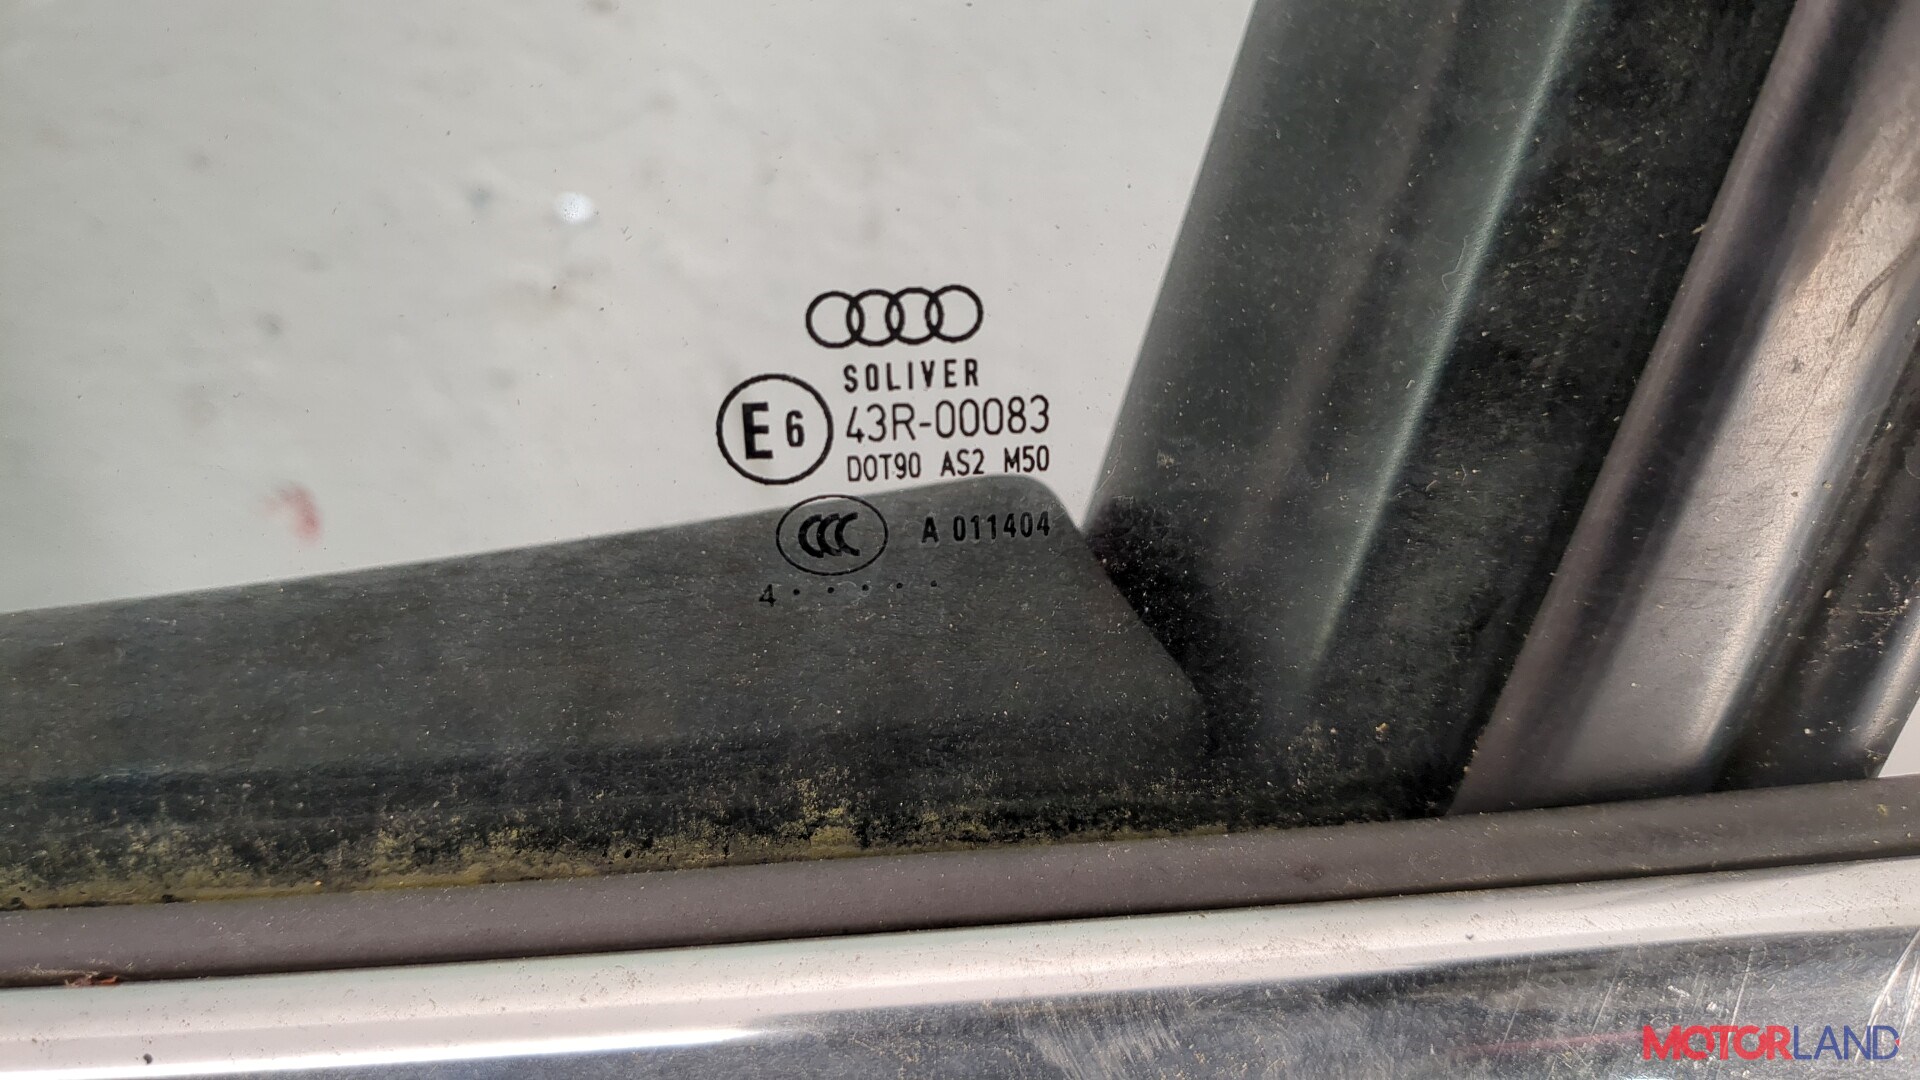 SOLIVER
E6 43R-00083
DOT90 AS2 M50
CCC A 011404
4 · · · · ·
MOTORLAND